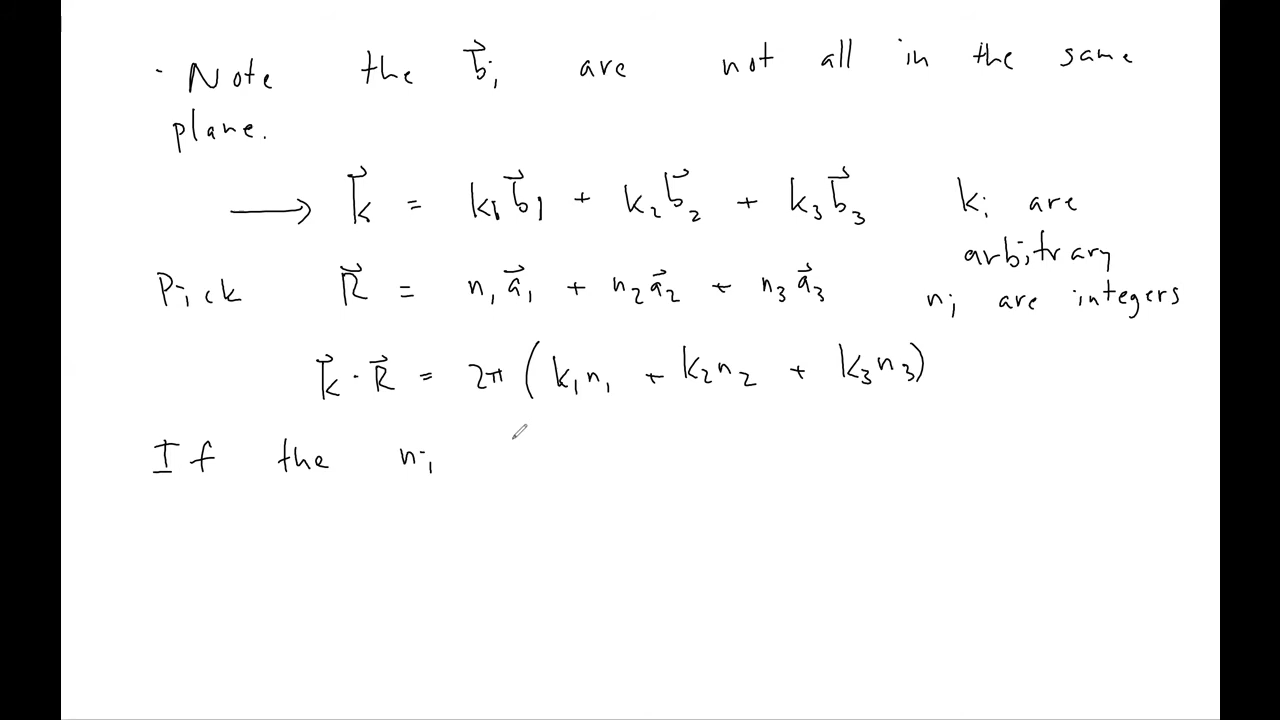 · Note the b⃗ᵢ are not all in the same
plane.
⟶ k⃗ = k₁b⃗₁ + k₂b⃗₂ + k₃b⃗₃ kᵢ are
arbitrary
Pick R⃗ = n₁a⃗₁ + n₂a⃗₂ + n₃a⃗₃ nᵢ are integers
k⃗ · R⃗ = 2π (k₁n₁ + k₂n₂ + k₃n₃)
If the nᵢ